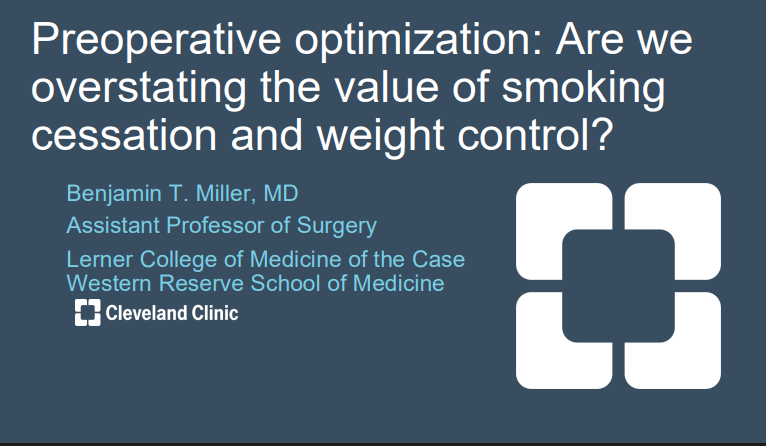 Preoperative optimization: Are we
overstating the value of smoking
cessation and weight control?
Benjamin T. Miller, MD
Assistant Professor of Surgery
Lerner College of Medicine of the Case
Western Reserve School of Medicine
Cleveland Clinic